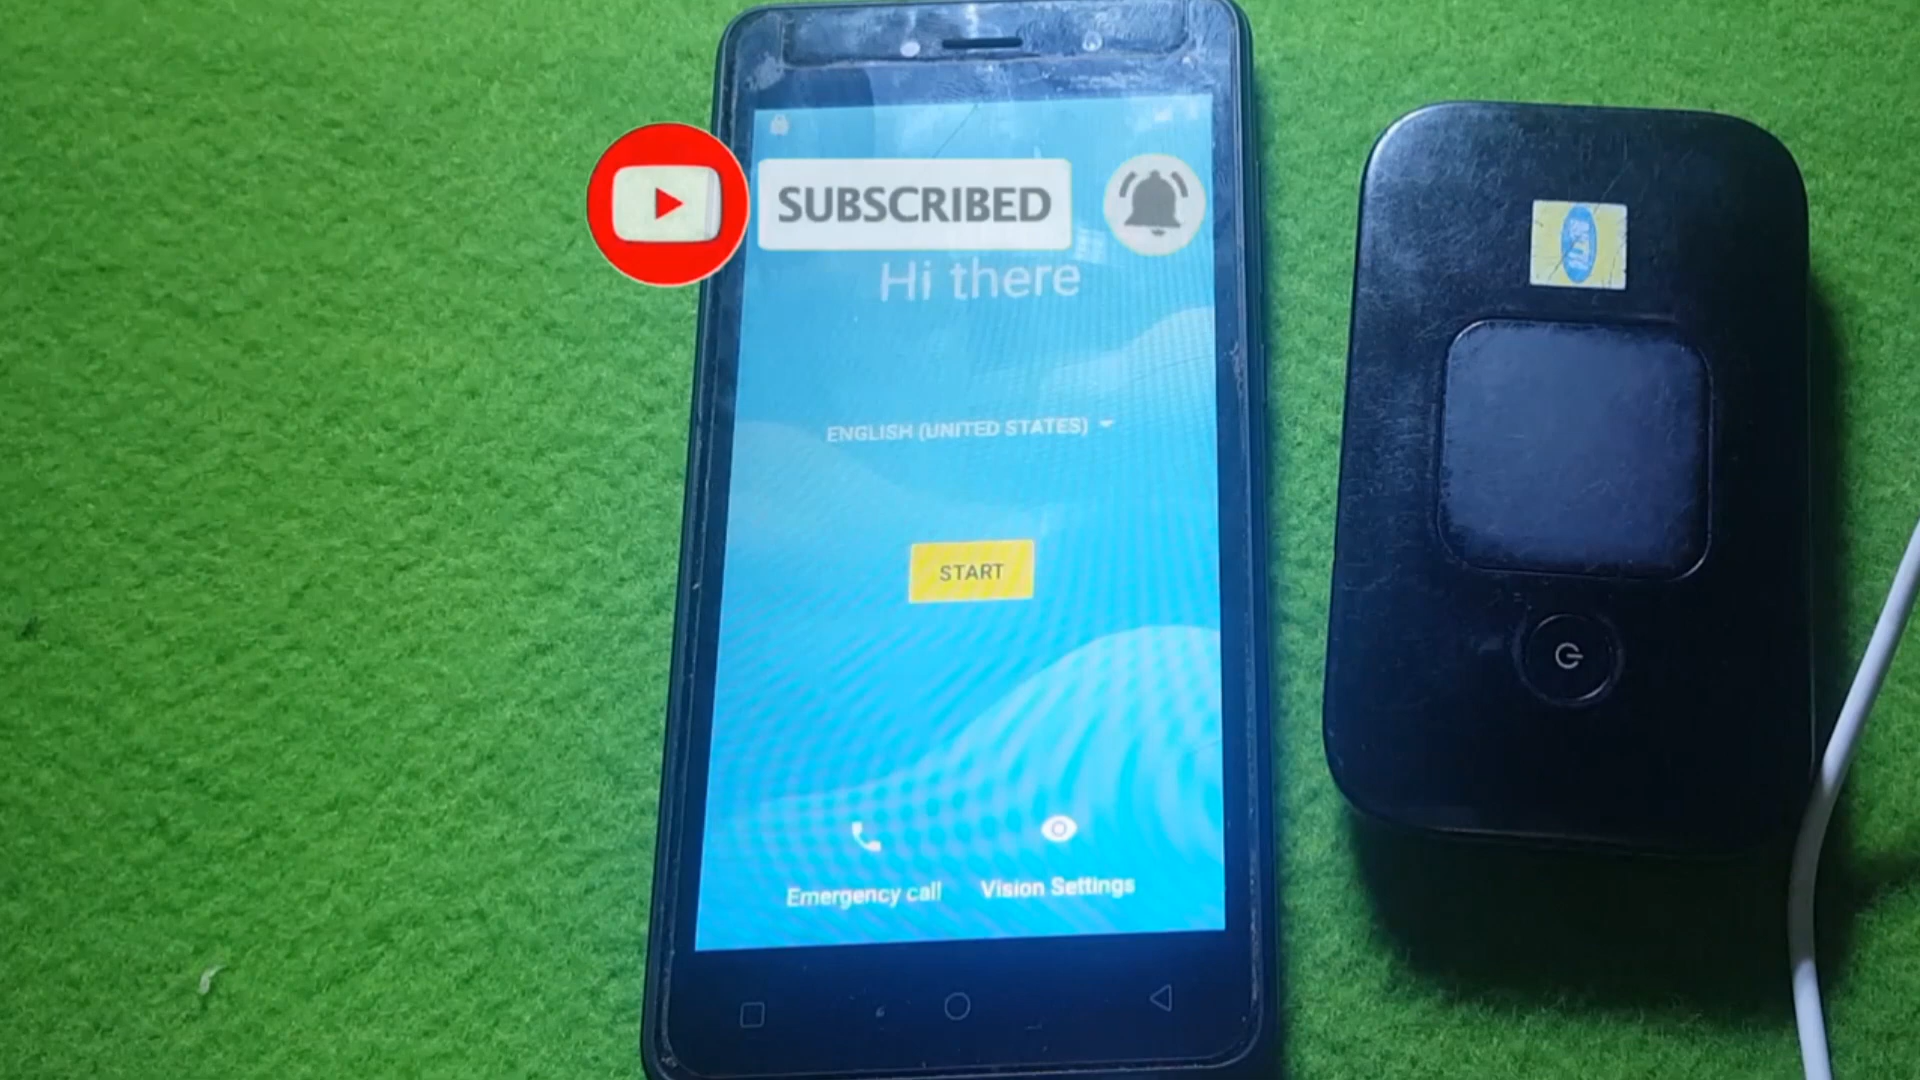 SUBSCRIBED
Hi there
ENGLISH (UNITED STATES)
START
Emergency call
Vision Settings